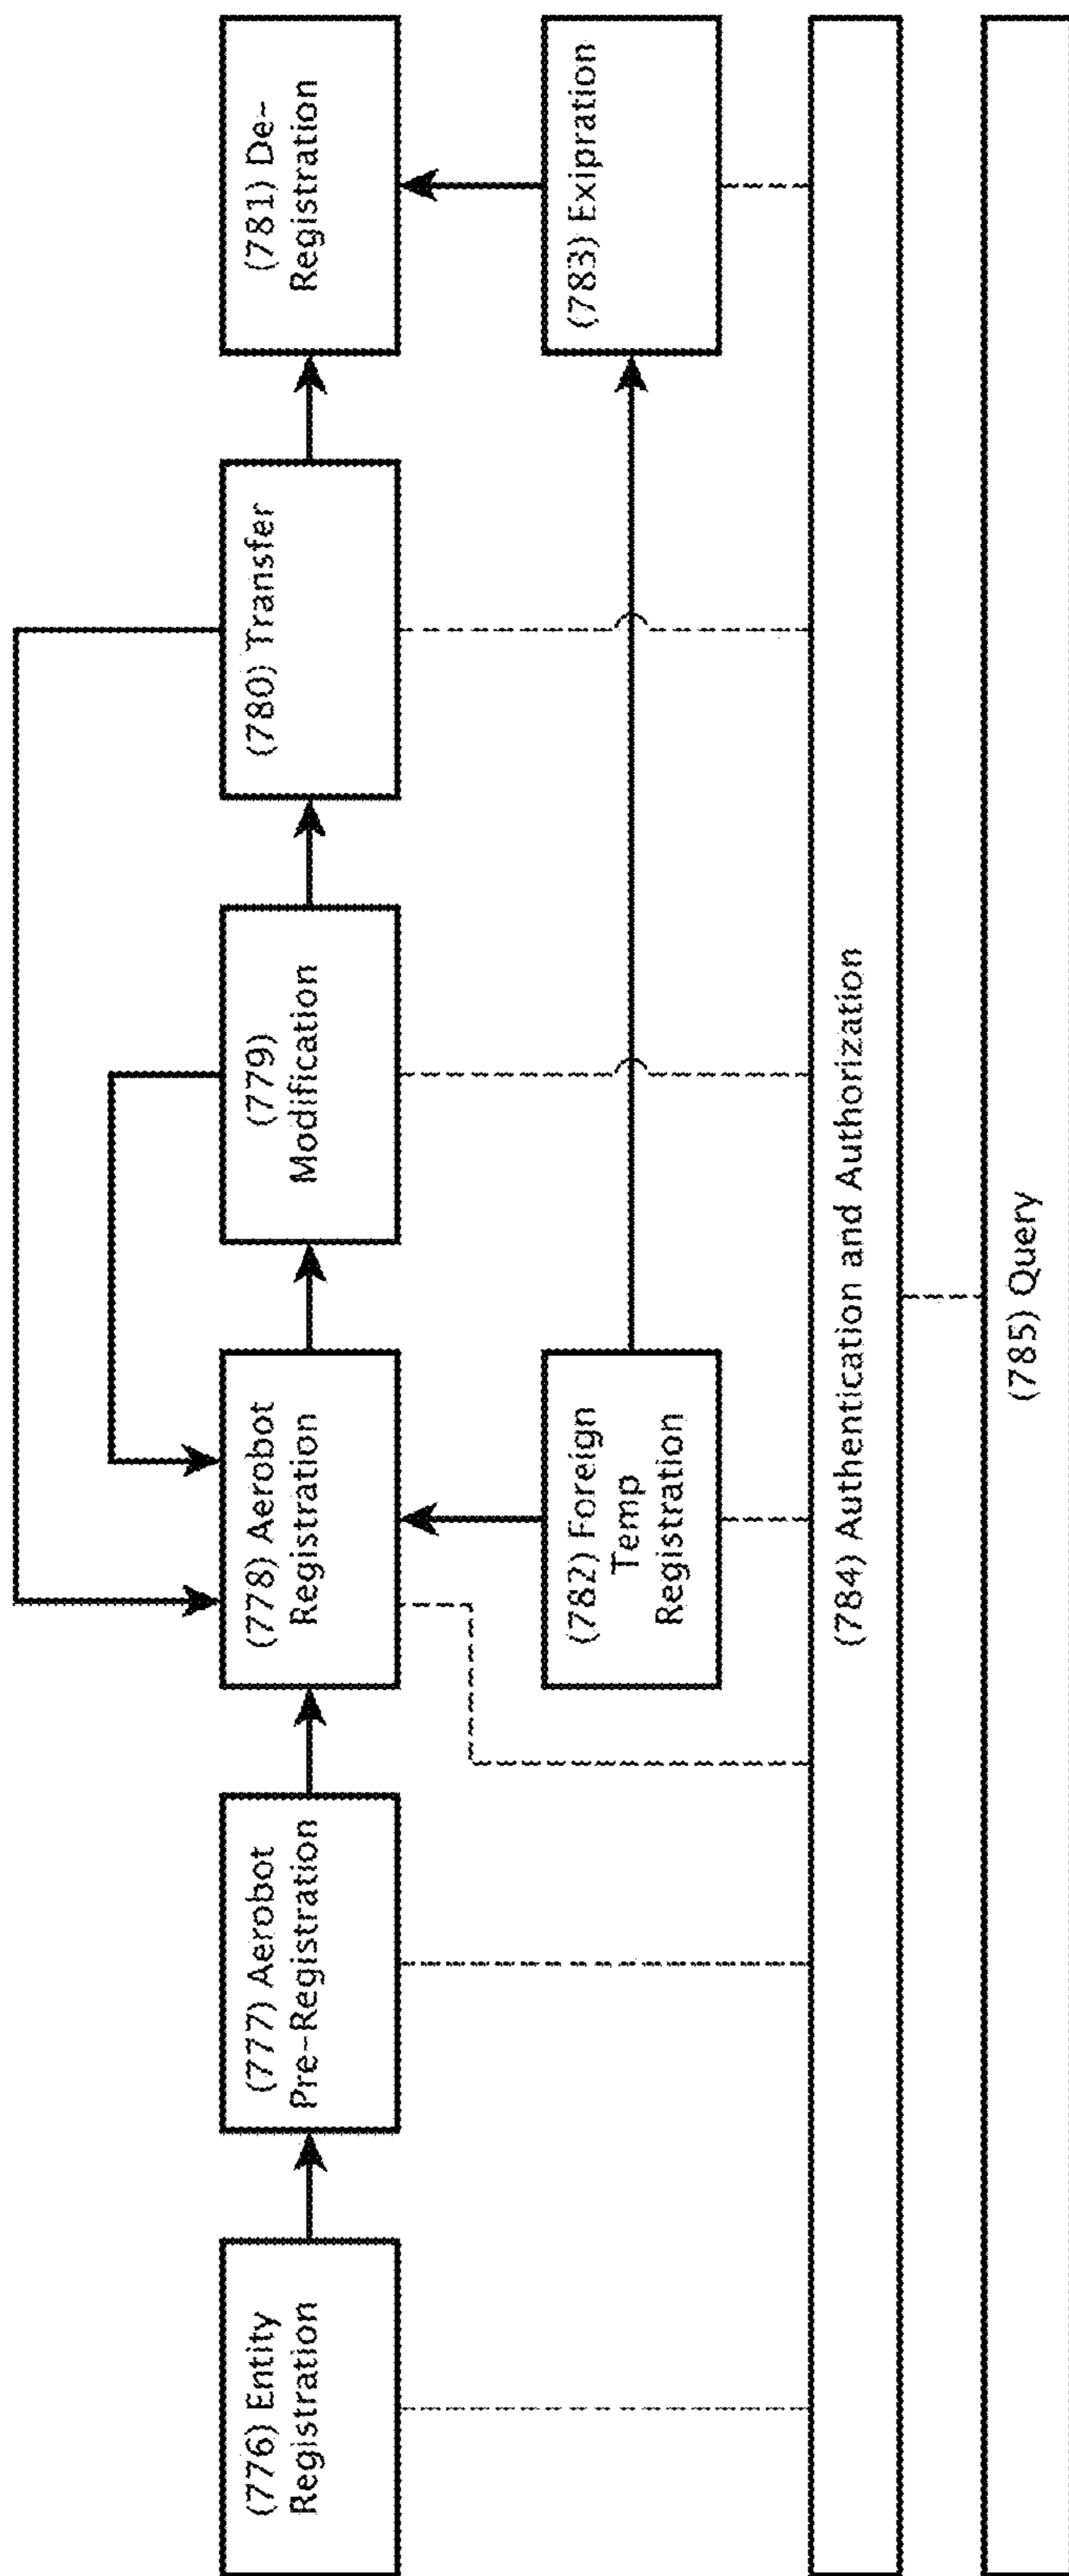 (776) Entity
Registration
(777) Aerobot
Pre-Registration
(778) Aerobot
Registration
(779)
Modification
(780) Transfer
(781) De-
Registration
(782) Foreign
Temp
Registration
(783) Exipration
(784) Authentication and Authorization
(785) Query